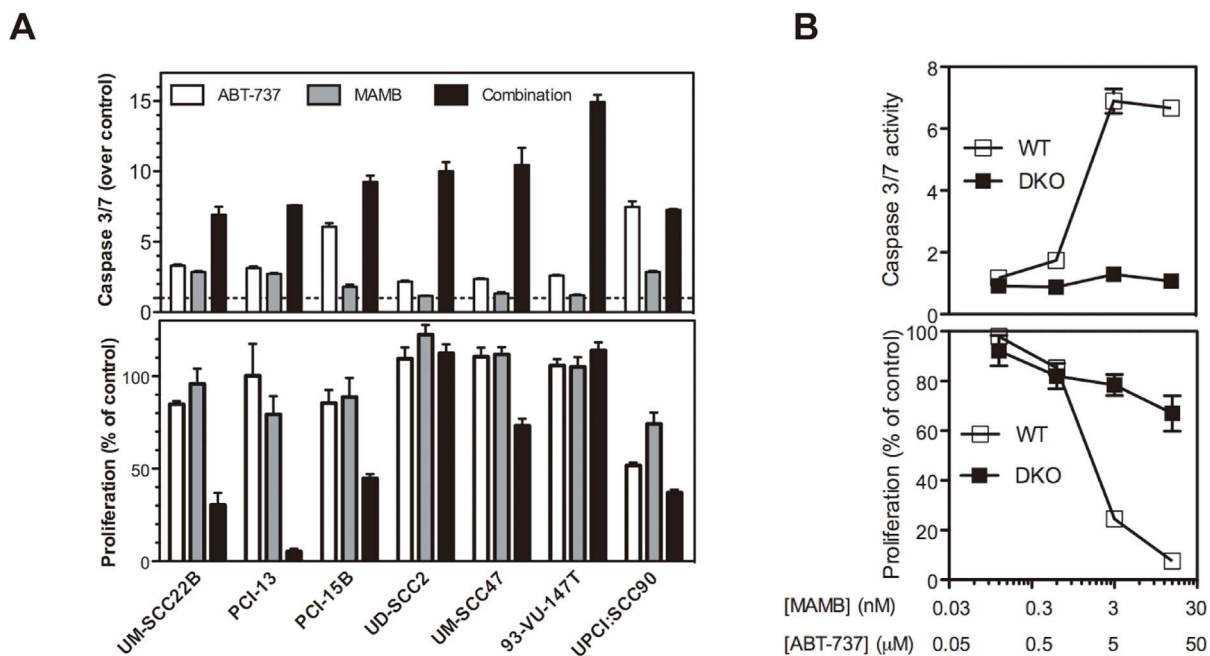 A
B
Caspase 3/7 (over control)
ABT-737
MAMB
Combination
15
10
5
0
Proliferation (% of control)
100
50
0
UM-SCC22B
PCI-13
PCI-15B
UD-SCC2
UM-SCC47
93-VU-147T
UPCI:SCC90
Caspase 3/7 activity
8
6
4
2
0
WT
DKO
Proliferation (% of control)
100
80
60
40
20
0
WT
DKO
[MAMB] (nM) 0.03 0.3 3 30
[ABT-737] (μM) 0.05 0.5 5 50